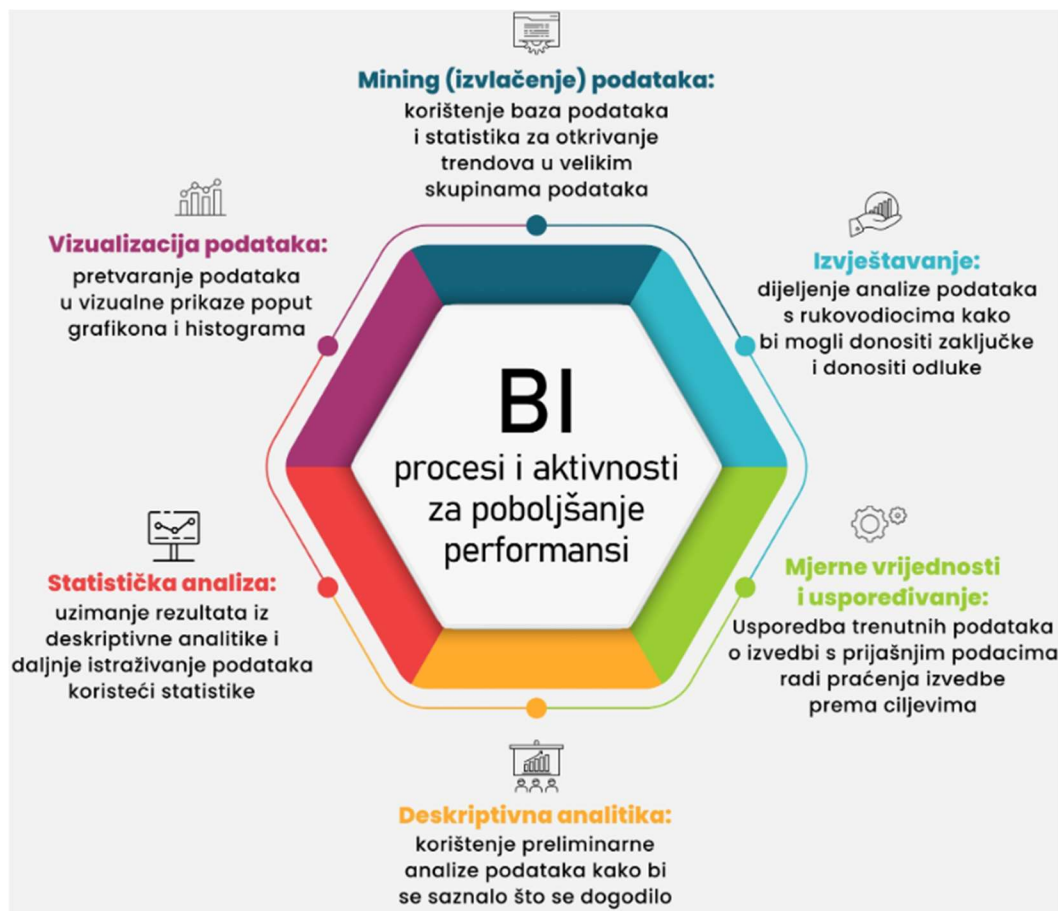 Mining (izvlačenje) podataka:
korištenje baza podataka
i statistika za otkrivanje
trendova u velikim
skupinama podataka
Izvještavanje:
dijeljenje analize podataka
s rukovodiocima kako
bi mogli donositi zaključke
i donositi odluke
Mjerne vrijednosti
i uspoređivanje:
Usporedba trenutnih podataka
o izvedbi s prijašnjim podacima
radi praćenja izvedbe
prema ciljevima
Deskriptivna analitika:
korištenje preliminarne
analize podataka kako bi
se saznalo što se dogodilo
Statistička analiza:
uzimanje rezultata iz
deskriptivne analitike i
daljnje istraživanje podataka
koristeći statistike
Vizualizacija podataka:
pretvaranje podataka
u vizualne prikaze poput
grafikona i histograma
BI
procesi i aktivnosti
za poboljšanje
performansi